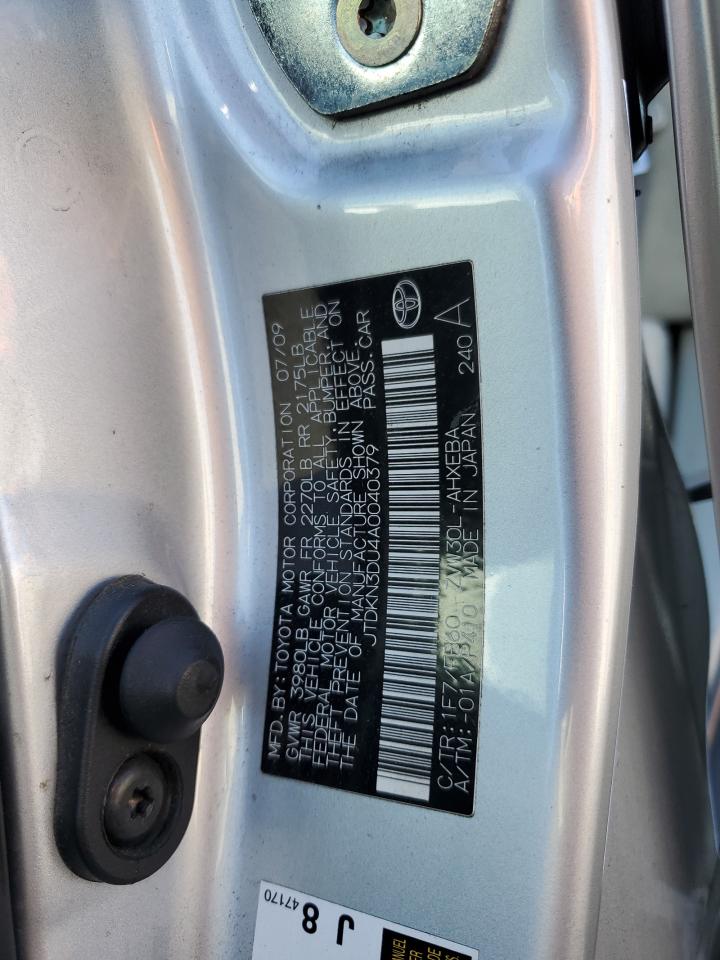 MFD. BY: TOYOTA MOTOR CORPORATION 07/09
GVWR 3980LB GAWR FR 2270LB RR 2175LB
THIS VEHICLE CONFORMS TO ALL APPLICABLE
FEDERAL MOTOR VEHICLE SAFETY, BUMPER, AND
THEFT PREVENTION STANDARDS IN EFFECT ON
THE DATE OF MANUFACTURE SHOWN ABOVE.
JTDKN3DU4A0040379 PASS. CAR
C/TR: 1F7/ ZVW30L-AHXEBA 240 A
A/TM: -01A/P410 MADE IN JAPAN
J 8
47170